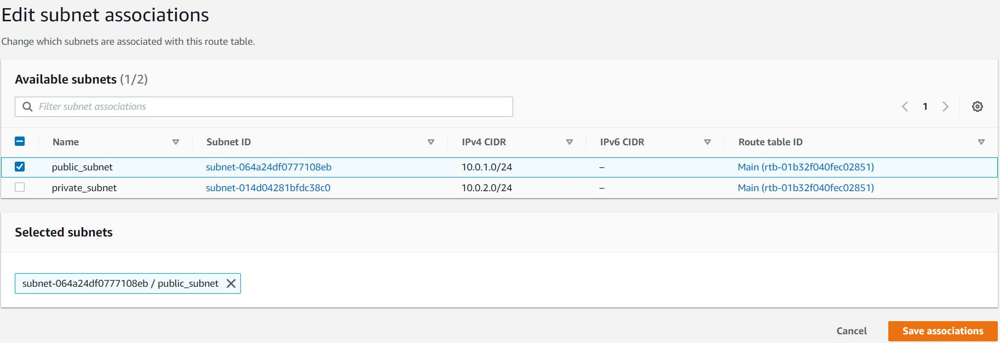 Edit subnet associations
Change which subnets are associated with this route table.
Available subnets (1/2)
Filter subnet associations
1
Name Subnet ID IPv4 CIDR IPv6 CIDR Route table ID
public_subnet subnet-064a24df0777108eb 10.0.1.0/24 – Main (rtb-01b32f040fec02851)
private_subnet subnet-014d04281bfdc38c0 10.0.2.0/24 – Main (rtb-01b32f040fec02851)
Selected subnets
subnet-064a24df0777108eb / public_subnet
Cancel Save associations